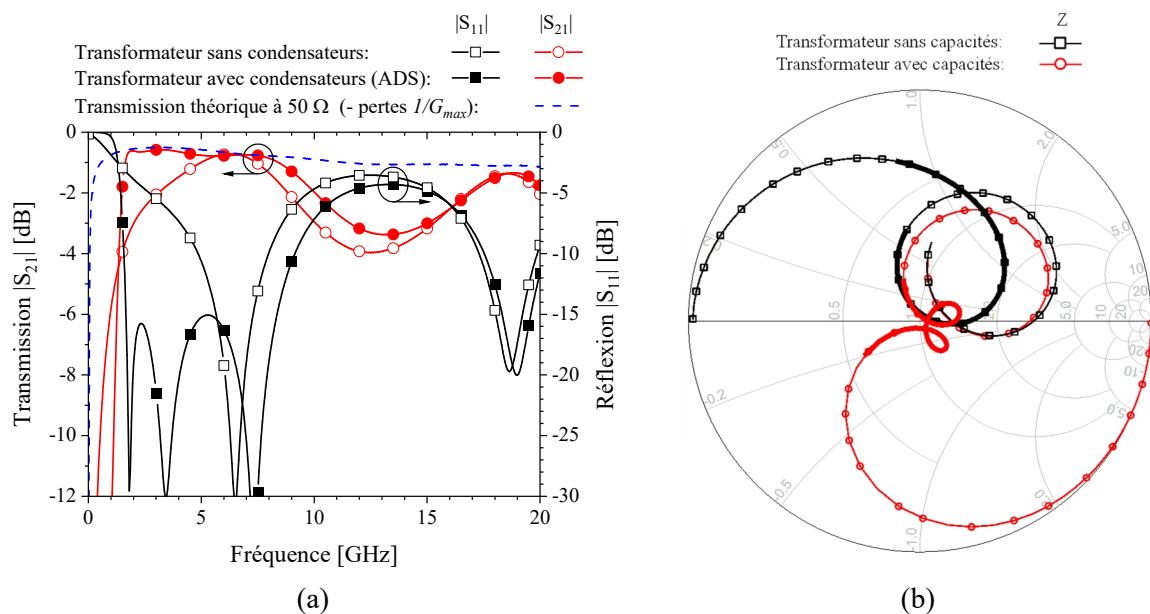 |S11| |S21|
Transformateur sans condensateurs:
Transformateur avec condensateurs (ADS):
Transmission théorique à 50 Ω (- pertes 1/Gmax):
Transmission |S21| [dB]
0
-2
-4
-6
-8
-10
-12
0
-5
-10
-15
-20
-25
-30
Réflexion |S11| [dB]
0 5 10 15 20
Fréquence [GHz]
(a)
Z
Transformateur sans capacités:
Transformateur avec capacités:
1.0
2.0
5.0
0.5 2.0 10 20
10
20
20
-10
-5.0
-0.2
-0.5
-1.0
(b)